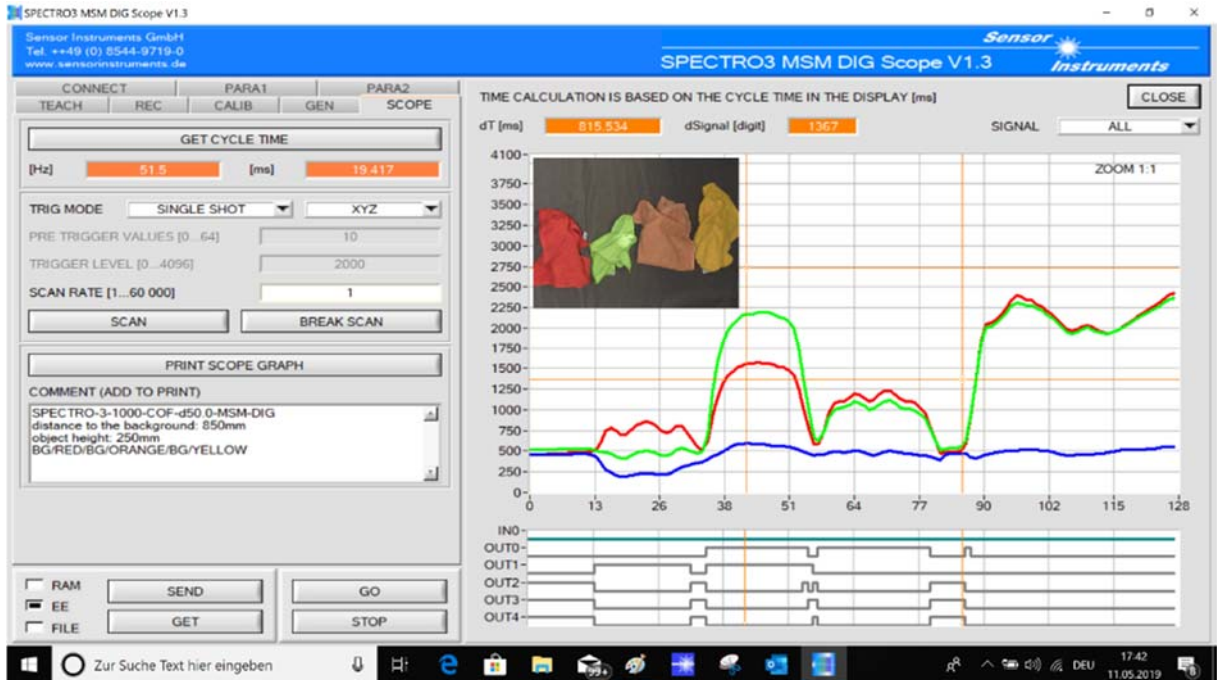 SPECTRO3 MSM DIG Scope V1.3
Sensor Instruments GmbH
Tel. ++49 (0) 8544-9719-0
www.sensorinstruments.de
Sensor
Instruments
SPECTRO3 MSM DIG Scope V1.3
CONNECT PARA1 PARA2
TEACH REC CALIB GEN SCOPE
GET CYCLE TIME
[Hz] 51.5 [ms] 19.417
TRIG MODE SINGLE SHOT XYZ
PRE TRIGGER VALUES [0...64] 10
TRIGGER LEVEL [0...4096] 2000
SCAN RATE [1...60 000] 1
SCAN BREAK SCAN
PRINT SCOPE GRAPH
COMMENT (ADD TO PRINT)
SPECTRO-3-1000-COF-d50.0-MSM-DIG
distance to the background: 850mm
object height: 250mm
BG/RED/BG/ORANGE/BG/YELLOW
RAM
EE
FILE
SEND GO
GET STOP
TIME CALCULATION IS BASED ON THE CYCLE TIME IN THE DISPLAY [ms] CLOSE
dT [ms] 815.534 dSignal [digit] 1367 SIGNAL ALL
ZOOM 1:1
4100
3750
3500
3250
3000
2750
2500
2250
2000
1750
1500
1250
1000
750
500
250
0
0 13 26 38 51 64 77 90 102 115 128
IN0
OUT0
OUT1
OUT2
OUT3
OUT4
Zur Suche Text hier eingeben
99+
DEU
17:42
11.05.2019